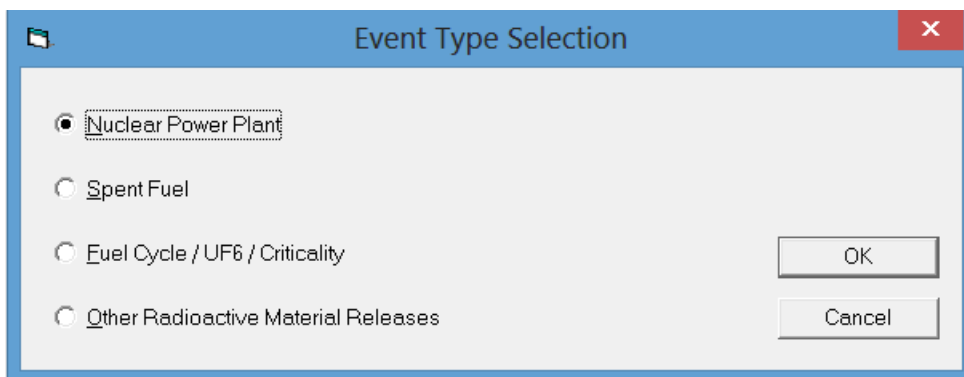 Event Type Selection
Nuclear Power Plant
Spent Fuel
Fuel Cycle / UF6 / Criticality
OK
Other Radioactive Material Releases
Cancel